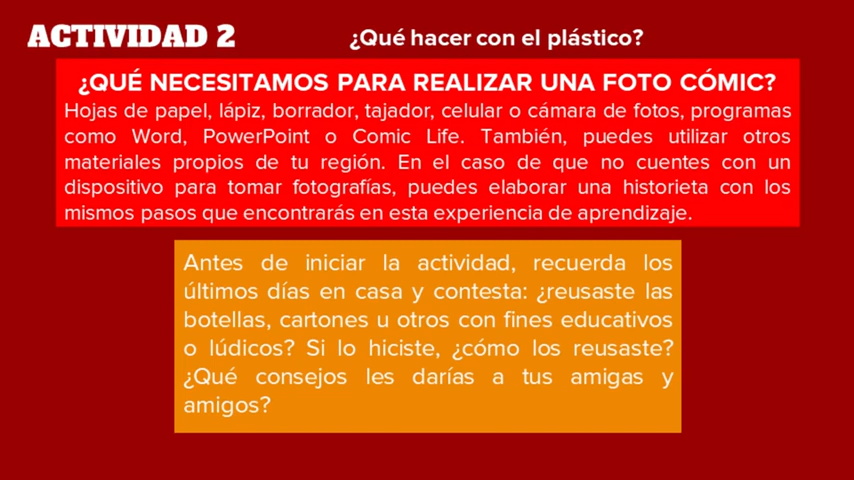 ACTIVIDAD 2
¿Qué hacer con el plástico?
¿QUÉ NECESITAMOS PARA REALIZAR UNA FOTO CÓMIC?
Hojas de papel, lápiz, borrador, tajador, celular o cámara de fotos, programas
como Word, PowerPoint o Comic Life. También, puedes utilizar otros
materiales propios de tu región. En el caso de que no cuentes con un
dispositivo para tomar fotografías, puedes elaborar una historieta con los
mismos pasos que encontrarás en esta experiencia de aprendizaje.
Antes de iniciar la actividad, recuerda los
últimos días en casa y contesta: ¿reusaste las
botellas, cartones u otros con fines educativos
o lúdicos? Si lo hiciste, ¿cómo los reusaste?
¿Qué consejos les darías a tus amigas y
amigos?